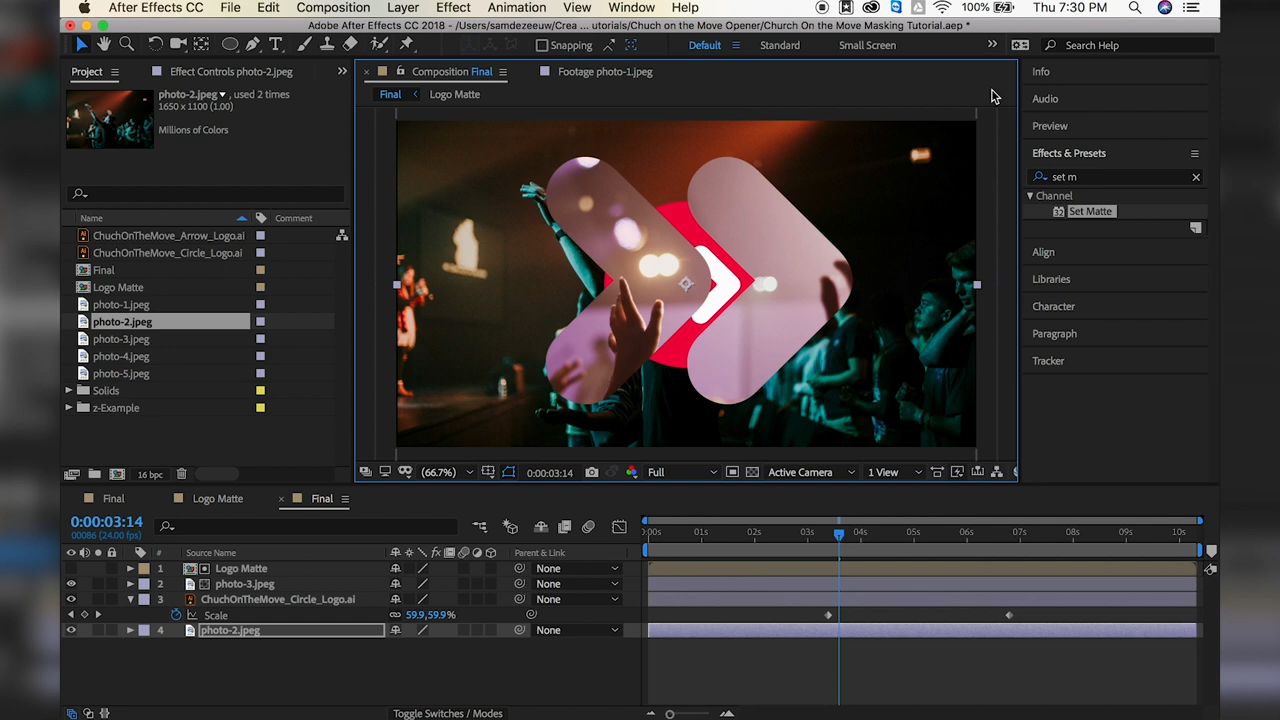 After Effects CC File Edit Composition Layer Effect Animation View Window Help 100% Thu 7:30 PM
Adobe After Effects CC 2018 - /Users/samdezeeuw/Crea ... utorials/Chuch on the Move Opener/Church On the Move Masking Tutorial.aep *
Snapping Default Standard Small Screen Search Help
Project Effect Controls photo-2.jpeg
Composition Final Footage photo-1.jpeg
Info
photo-2.jpeg, used 2 times
1650 x 1100 (1.00)
Final Logo Matte
Audio
Millions of Colors
Preview
Effects & Presets
set m
Channel
32 Set Matte
Name Comment
ChuchOnTheMove_Arrow_Logo.ai
ChuchOnTheMove_Circle_Logo.ai
Final
Logo Matte
photo-1.jpeg
photo-2.jpeg
photo-3.jpeg
photo-4.jpeg
photo-5.jpeg
Solids
z-Example
Align
Libraries
Character
Paragraph
Tracker
16 bpc
(66.7%) 0:00:03:14 Full Active Camera 1 View
Final Logo Matte Final
0:00:03:14
00086 (24.00 fps)
:00s 01s 02s 03s 04s 05s 06s 07s 08s 09s 10s
# Source Name Parent & Link
1 Logo Matte None
2 photo-3.jpeg None
3 ChuchOnTheMove_Circle_Logo.ai None
Scale 59.9,59.9%
4 photo-2.jpeg None
Toggle Switches / Modes